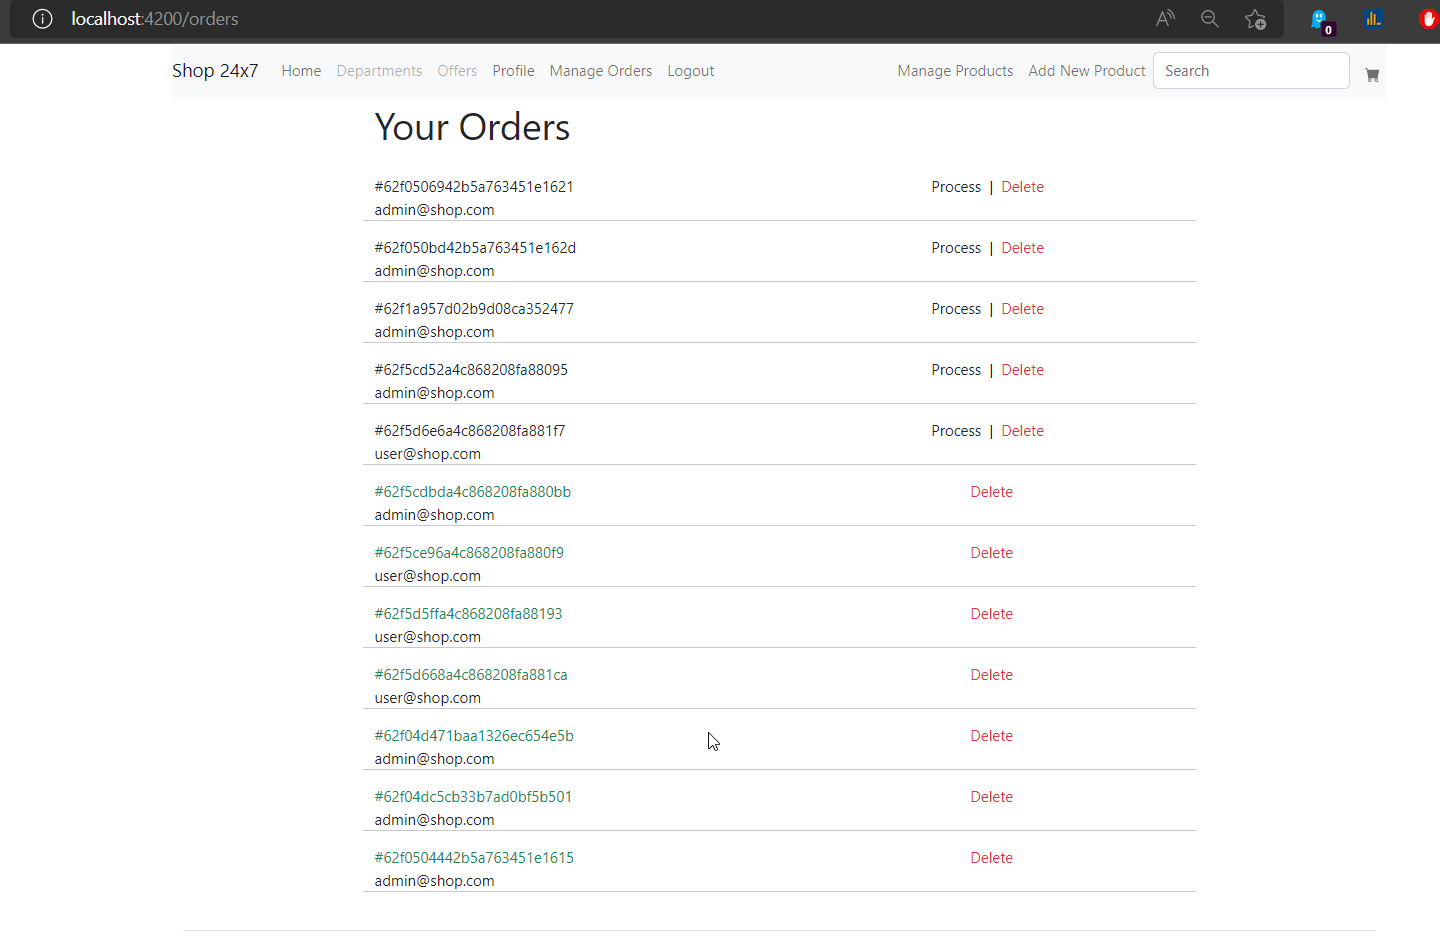 localhost:4200/orders
0
Shop 24x7 Home Departments Offers Profile Manage Orders Logout Manage Products Add New Product Search
Your Orders
#62f0506942b5a763451e1621 Process | Delete
admin@shop.com
#62f050bd42b5a763451e162d Process | Delete
admin@shop.com
#62f1a957d02b9d08ca352477 Process | Delete
admin@shop.com
#62f5cd52a4c868208fa88095 Process | Delete
admin@shop.com
#62f5d6e6a4c868208fa881f7 Process | Delete
user@shop.com
#62f5cdbda4c868208fa880bb Delete
admin@shop.com
#62f5ce96a4c868208fa880f9 Delete
user@shop.com
#62f5d5ffa4c868208fa88193 Delete
user@shop.com
#62f5d668a4c868208fa881ca Delete
user@shop.com
#62f04d471baa1326ec654e5b Delete
admin@shop.com
#62f04dc5cb33b7ad0bf5b501 Delete
admin@shop.com
#62f0504442b5a763451e1615 Delete
admin@shop.com